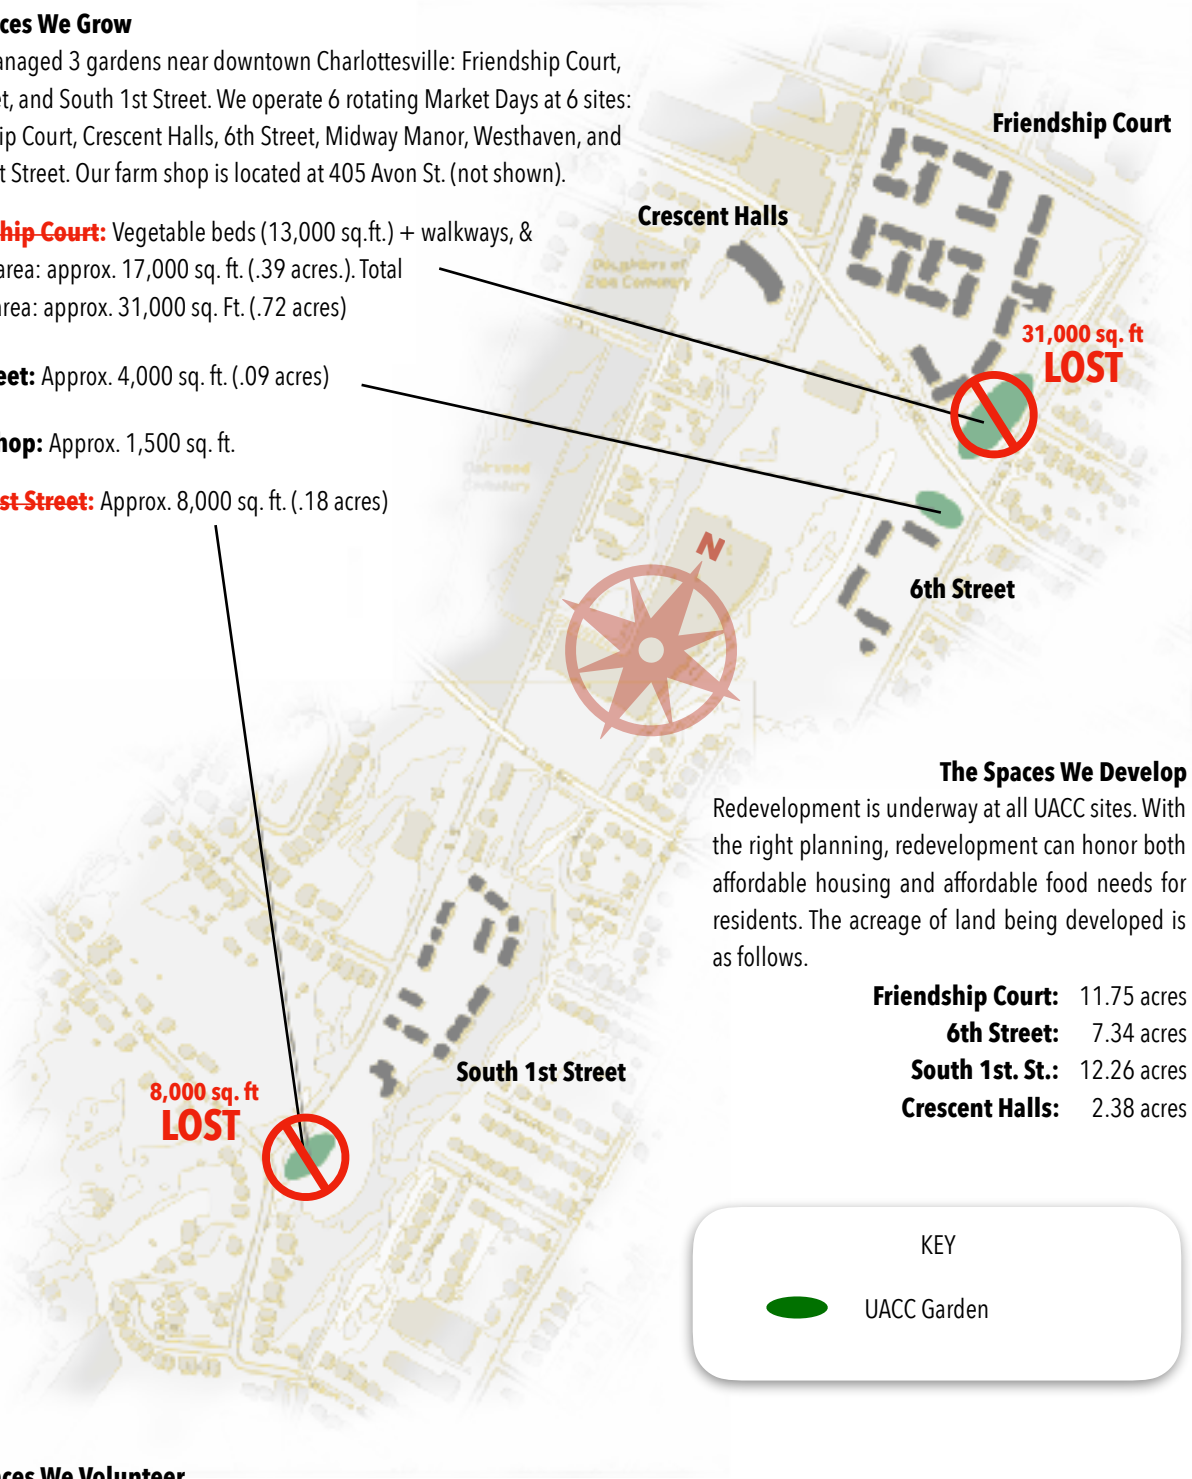 ces We Grow
anaged 3 gardens near downtown Charlottesville: Friendship Court,
et, and South 1st Street. We operate 6 rotating Market Days at 6 sites:
ip Court, Crescent Halls, 6th Street, Midway Manor, Westhaven, and
t Street. Our farm shop is located at 405 Avon St. (not shown).
hip Court: Vegetable beds (13,000 sq.ft.) + walkways, &
area: approx. 17,000 sq. ft. (.39 acres.). Total
area: approx. 31,000 sq. Ft. (.72 acres)
eet: Approx. 4,000 sq. ft. (.09 acres)
hop: Approx. 1,500 sq. ft.
st Street: Approx. 8,000 sq. ft. (.18 acres)
Friendship Court
Crescent Halls
Daughters of
Zion Cemetery
31,000 sq. ft
LOST
Oakwood
Cemetery
N
6th Street
The Spaces We Develop
Redevelopment is underway at all UACC sites. With
the right planning, redevelopment can honor both
affordable housing and affordable food needs for
residents. The acreage of land being developed is
as follows.
Friendship Court: 11.75 acres
6th Street: 7.34 acres
South 1st. St.: 12.26 acres
Crescent Halls: 2.38 acres
South 1st Street
8,000 sq. ft
LOST
KEY
UACC Garden
aces We Volunteer